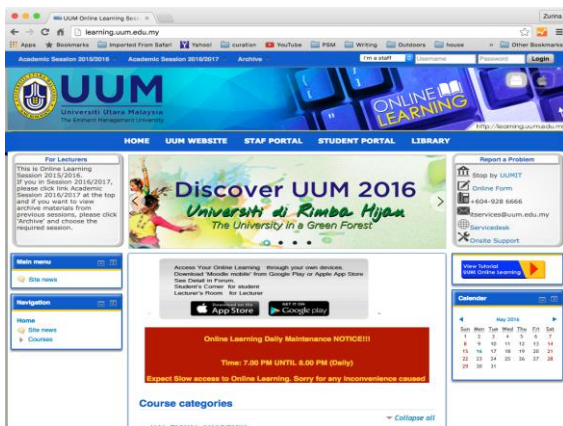 UUM Online Learning
Zurina
learning.uum.edu.my
Apps
Bookmarks
Imported From Safari
Yahoo!
curation
YouTube
PSM
Writing
Outdoors
house
Other Bookmarks
Academic Session 2015/2016
Academic Session 2016/2017
Archive
I'm a staff
Username
Password
Login
UUM
Universiti Utara Malaysia
The Eminent Management University
ONLINE
LEARNING
http://learning.uum.edu.my
HOME
UUM WEBSITE
STAF PORTAL
STUDENT PORTAL
LIBRARY
For Lecturers
This is Online Learning
Session 2015/2016.
If you in Session 2016/2017,
please click link Academic
Session 2016/2017 at the top
and if you want to view
archive materials from
previous sessions, please click
'Archive' and choose the
required session.
Discover UUM 2016
Universiti di Rimba Hijau
The University in a Green Forest
Report a Problem
Stop by UUMIT
Online Form
+604-928 6666
itservices@uum.edu.my
Servicedesk
Onsite Support
Main menu
Site news
Navigation
Home
Site news
Courses
Access Your Online Learning through your own devices.
Download 'Moodle mobile' from Google Play or Apple App Store
See Detail in Forum.
Student's Corner for student
Lecturer's Room for Lecturer
Download on the
App Store
GET IT ON
Google play
Online Learning Daily Maintenance NOTICE!!!
Time: 7.00 PM UNTIL 8.00 PM (Daily)
Expect Slow access to Online Learning. Sorry for any inconvenience caused
View Tutorial
UUM Online Learning
Calendar
May 2016
Sun Mon Tue Wed Thu Fri Sat
1 2 3 4 5 6 7
8 9 10 11 12 13 14
15 16 17 18 19 20 21
22 23 24 25 26 27 28
29 30 31
Course categories
Collapse all